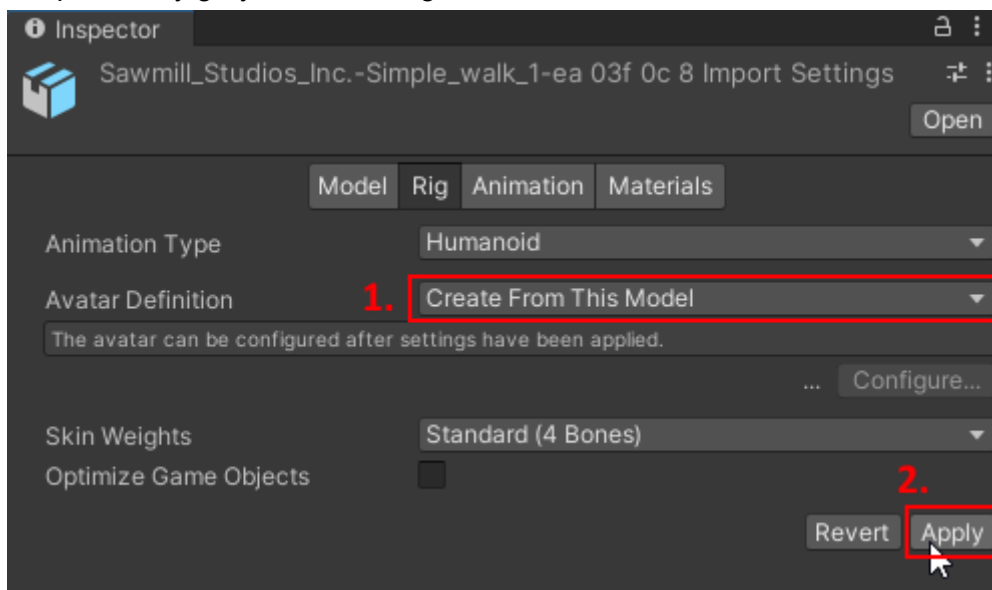 Inspector
Sawmill_Studios_Inc.-Simple_walk_1-ea 03f 0c 8 Import Settings
Open
Model Rig Animation Materials
Animation Type Humanoid
Avatar Definition 1. Create From This Model
The avatar can be configured after settings have been applied.
... Configure...
Skin Weights Standard (4 Bones)
Optimize Game Objects
2.
Revert Apply